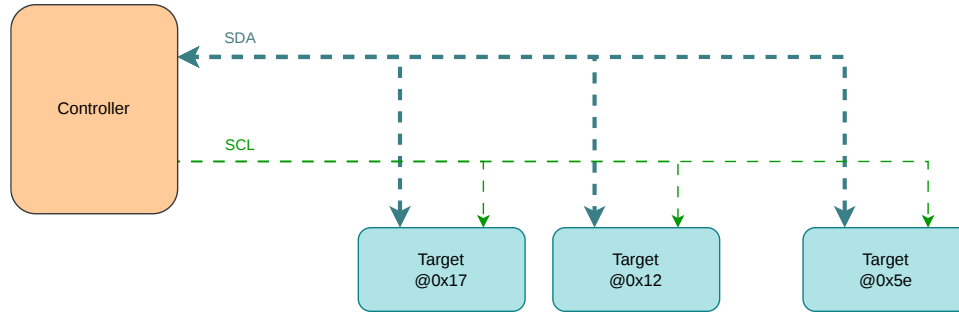 SDA
Controller
SCL
Target
@0x17
Target
@0x12
Target
@0x5e